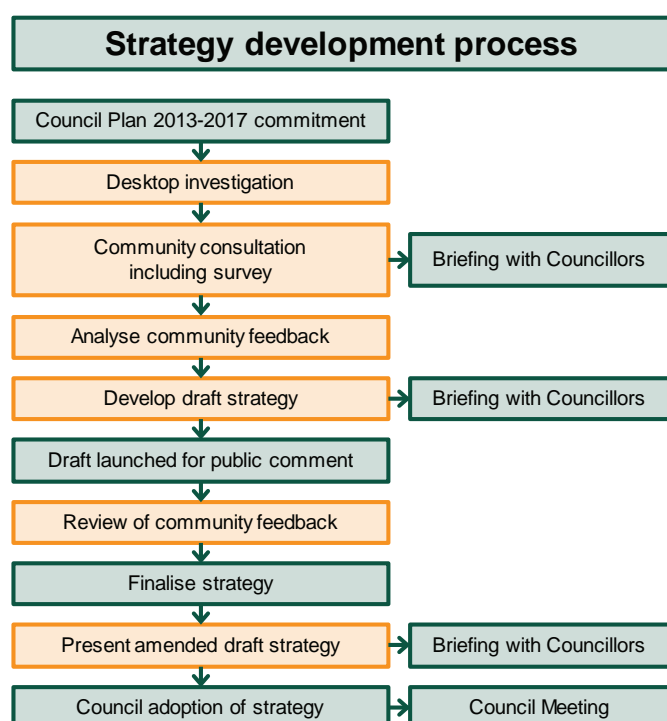 Strategy development process
Council Plan 2013-2017 commitment
Desktop investigation
Community consultation
including survey
Briefing with Councillors
Analyse community feedback
Develop draft strategy
Briefing with Councillors
Draft launched for public comment
Review of community feedback
Finalise strategy
Present amended draft strategy
Briefing with Councillors
Council adoption of strategy
Council Meeting